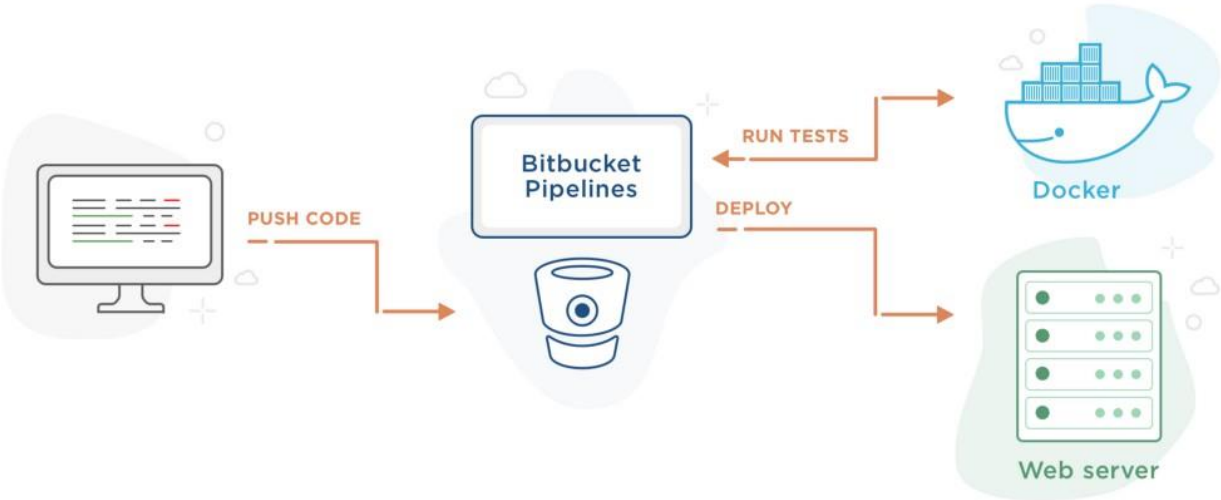 PUSH CODE
Bitbucket
Pipelines
RUN TESTS
DEPLOY
Docker
Web server